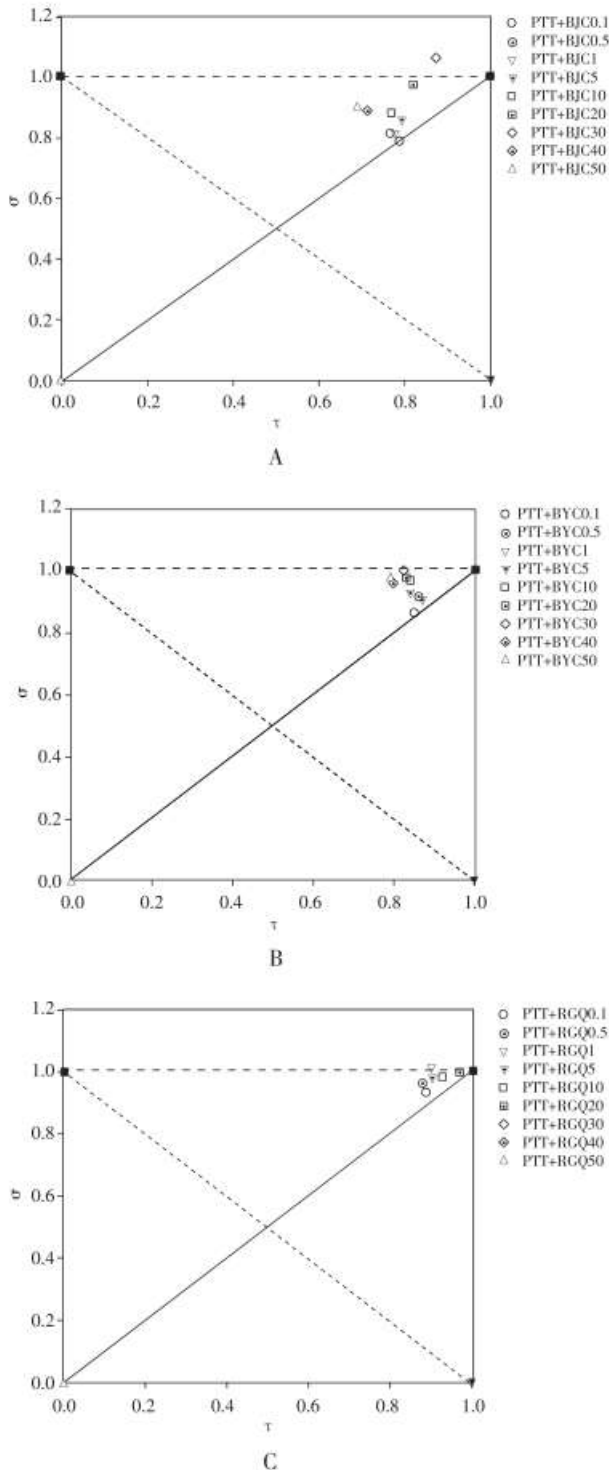 1.2
1.0
0.8
0.6
0.4
0.2
0.0
σ
0.0 0.2 0.4 0.6 0.8 1.0
τ
PTT+BJC0.1
PTT+BJC0.5
PTT+BJC1
PTT+BJC5
PTT+BJC10
PTT+BJC20
PTT+BJC30
PTT+BJC40
PTT+BJC50
A
1.2
1.0
0.8
0.6
0.4
0.2
0.0
σ
0.0 0.2 0.4 0.6 0.8 1.0
τ
PTT+BYC0.1
PTT+BYC0.5
PTT+BYC1
PTT+BYC5
PTT+BYC10
PTT+BYC20
PTT+BYC30
PTT+BYC40
PTT+BYC50
B
1.2
1.0
0.8
0.6
0.4
0.2
0.0
σ
0.0 0.2 0.4 0.6 0.8 1.0
τ
PTT+RGQ0.1
PTT+RGQ0.5
PTT+RGQ1
PTT+RGQ5
PTT+RGQ10
PTT+RGQ20
PTT+RGQ30
PTT+RGQ40
PTT+RGQ50
C